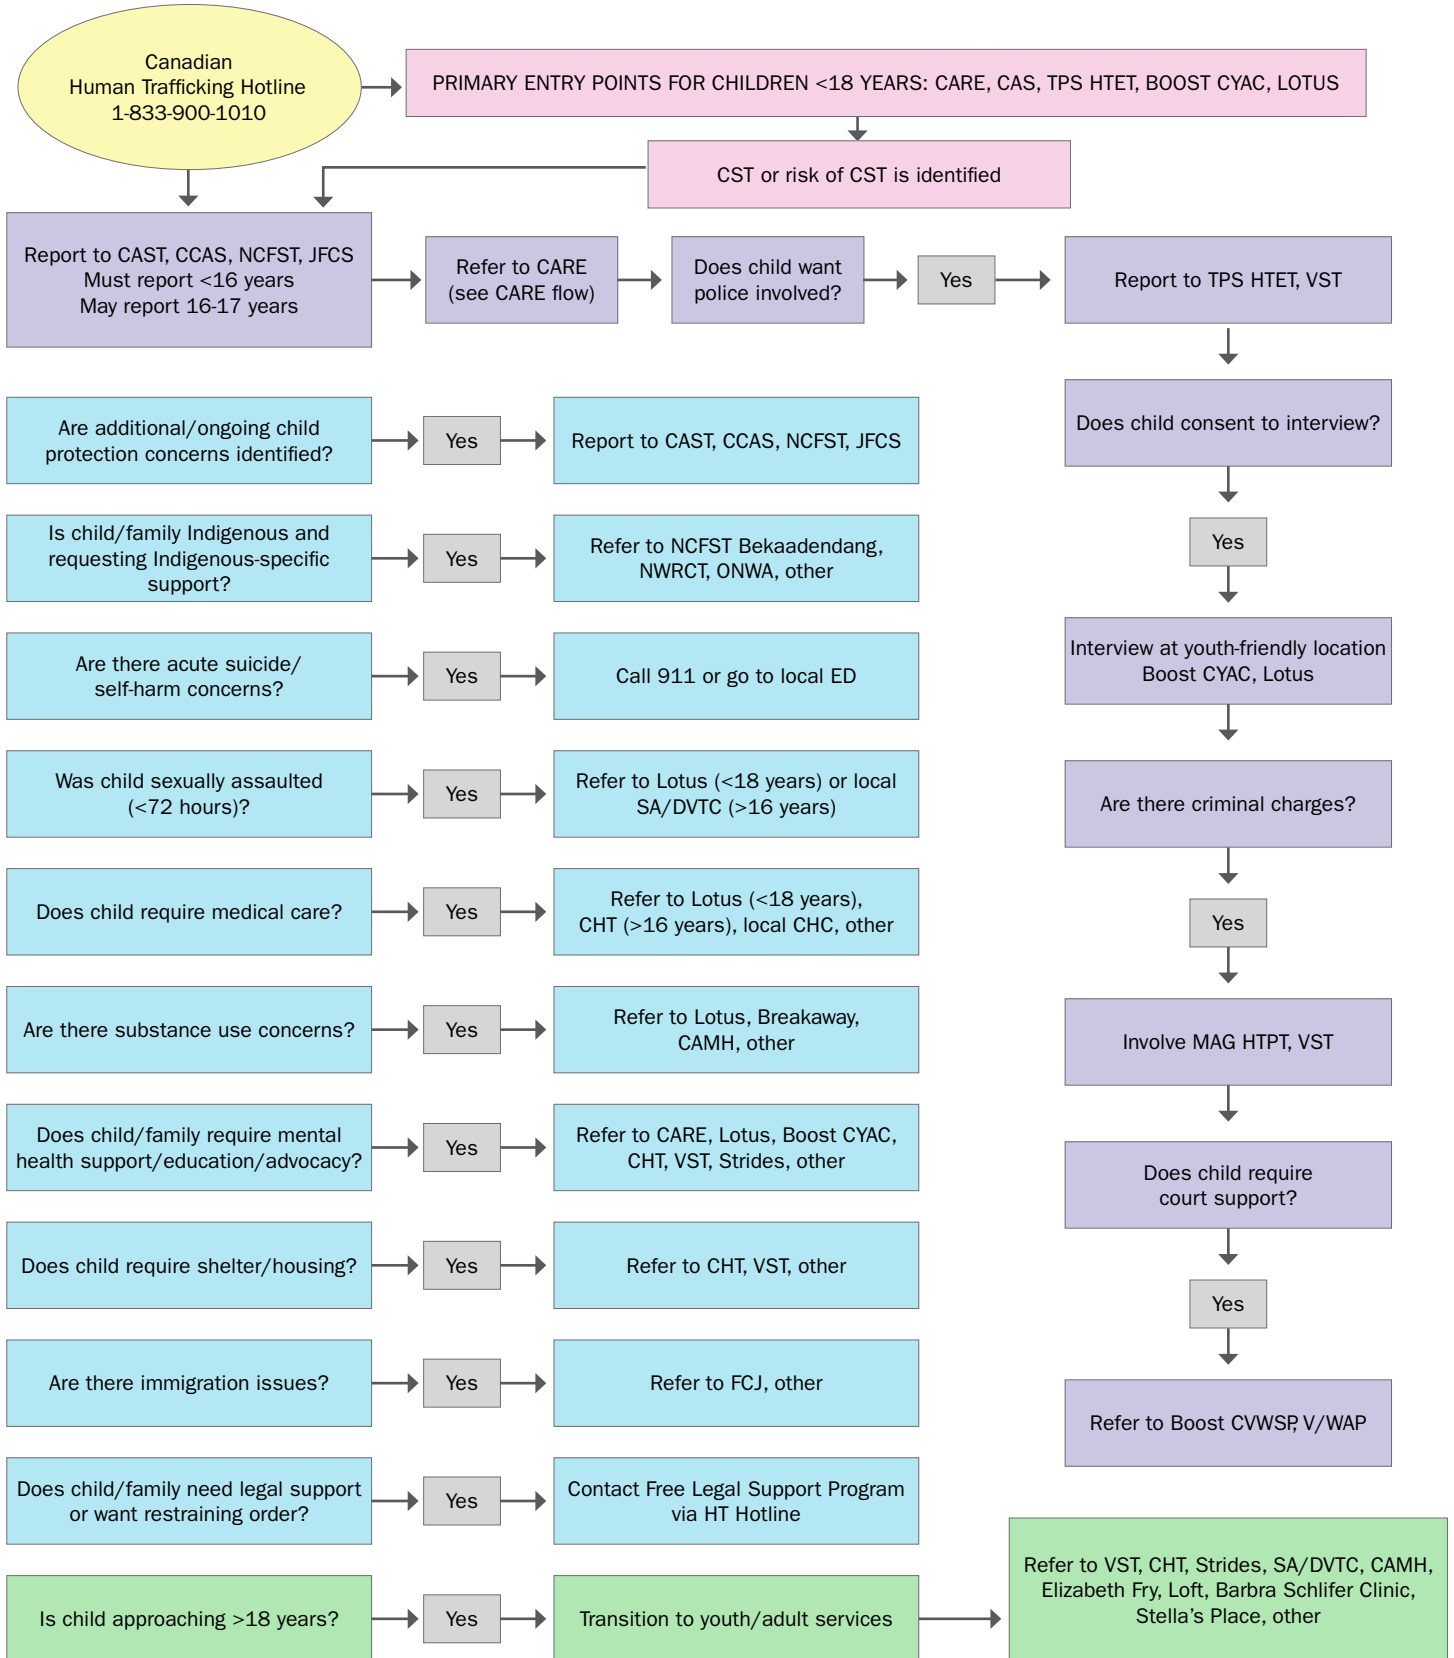 Canadian
Human Trafficking Hotline
1-833-900-1010
PRIMARY ENTRY POINTS FOR CHILDREN <18 YEARS: CARE, CAS, TPS HTET, BOOST CYAC, LOTUS
CST or risk of CST is identified
Report to CAST, CCAS, NCFST, JFCS
Must report <16 years
May report 16-17 years
Refer to CARE
(see CARE flow)
Does child want
police involved?
Yes
Report to TPS HTET, VST
Does child consent to interview?
Yes
Interview at youth-friendly location
Boost CYAC, Lotus
Are there criminal charges?
Yes
Involve MAG HTPT, VST
Does child require
court support?
Yes
Refer to Boost CVWSP, V/WAP
Are additional/ongoing child
protection concerns identified?
Yes
Report to CAST, CCAS, NCFST, JFCS
Is child/family Indigenous and
requesting Indigenous-specific
support?
Yes
Refer to NCFST Bekaadendang,
NWRCT, ONWA, other
Are there acute suicide/
self-harm concerns?
Yes
Call 911 or go to local ED
Was child sexually assaulted
(<72 hours)?
Yes
Refer to Lotus (<18 years) or local
SA/DVTC (>16 years)
Does child require medical care?
Yes
Refer to Lotus (<18 years),
CHT (>16 years), local CHC, other
Are there substance use concerns?
Yes
Refer to Lotus, Breakaway,
CAMH, other
Does child/family require mental
health support/education/advocacy?
Yes
Refer to CARE, Lotus, Boost CYAC,
CHT, VST, Strides, other
Does child require shelter/housing?
Yes
Refer to CHT, VST, other
Are there immigration issues?
Yes
Refer to FCJ, other
Does child/family need legal support
or want restraining order?
Yes
Contact Free Legal Support Program
via HT Hotline
Is child approaching >18 years?
Yes
Transition to youth/adult services
Refer to VST, CHT, Strides, SA/DVTC, CAMH,
Elizabeth Fry, Loft, Barbra Schlifer Clinic,
Stella's Place, other